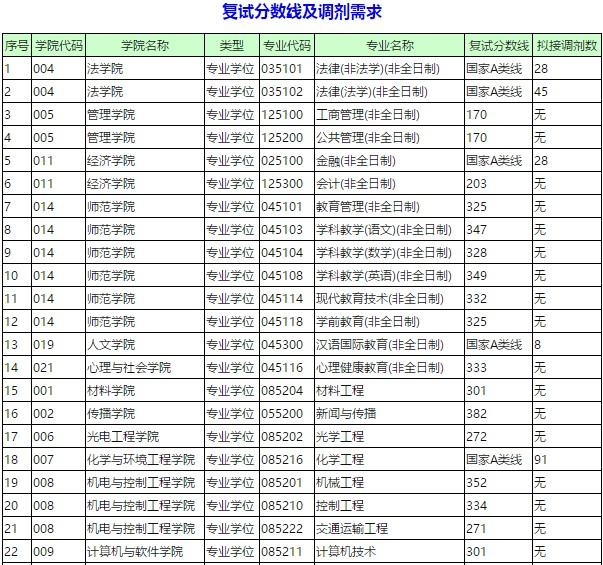 复试分数线及调剂需求
序号 学院代码 学院名称 类型 专业代码 专业名称 复试分数线 拟接调剂数
1 004 法学院 专业学位 035101 法律(非法学)(非全日制) 国家A类线 28
2 004 法学院 专业学位 035102 法律(法学)(非全日制) 国家A类线 45
3 005 管理学院 专业学位 125100 工商管理(非全日制) 170 无
4 005 管理学院 专业学位 125200 公共管理(非全日制) 170 无
5 011 经济学院 专业学位 025100 金融(非全日制) 国家A类线 28
6 011 经济学院 专业学位 125300 会计(非全日制) 203 无
7 014 师范学院 专业学位 045101 教育管理(非全日制) 325 无
8 014 师范学院 专业学位 045103 学科教学(语文)(非全日制) 347 无
9 014 师范学院 专业学位 045104 学科教学(数学)(非全日制) 328 无
10 014 师范学院 专业学位 045108 学科教学(英语)(非全日制) 349 无
11 014 师范学院 专业学位 045114 现代教育技术(非全日制) 332 无
12 014 师范学院 专业学位 045118 学前教育(非全日制) 325 无
13 019 人文学院 专业学位 045300 汉语国际教育(非全日制) 国家A类线 8
14 021 心理与社会学院 专业学位 045116 心理健康教育(非全日制) 333 无
15 001 材料学院 专业学位 085204 材料工程 301 无
16 002 传播学院 专业学位 055200 新闻与传播 382 无
17 006 光电工程学院 专业学位 085202 光学工程 272 无
18 007 化学与环境工程学院 专业学位 085216 化学工程 国家A类线 91
19 008 机电与控制工程学院 专业学位 085201 机械工程 352 无
20 008 机电与控制工程学院 专业学位 085210 控制工程 334 无
21 008 机电与控制工程学院 专业学位 085222 交通运输工程 271 无
22 009 计算机与软件学院 专业学位 085211 计算机技术 301 无